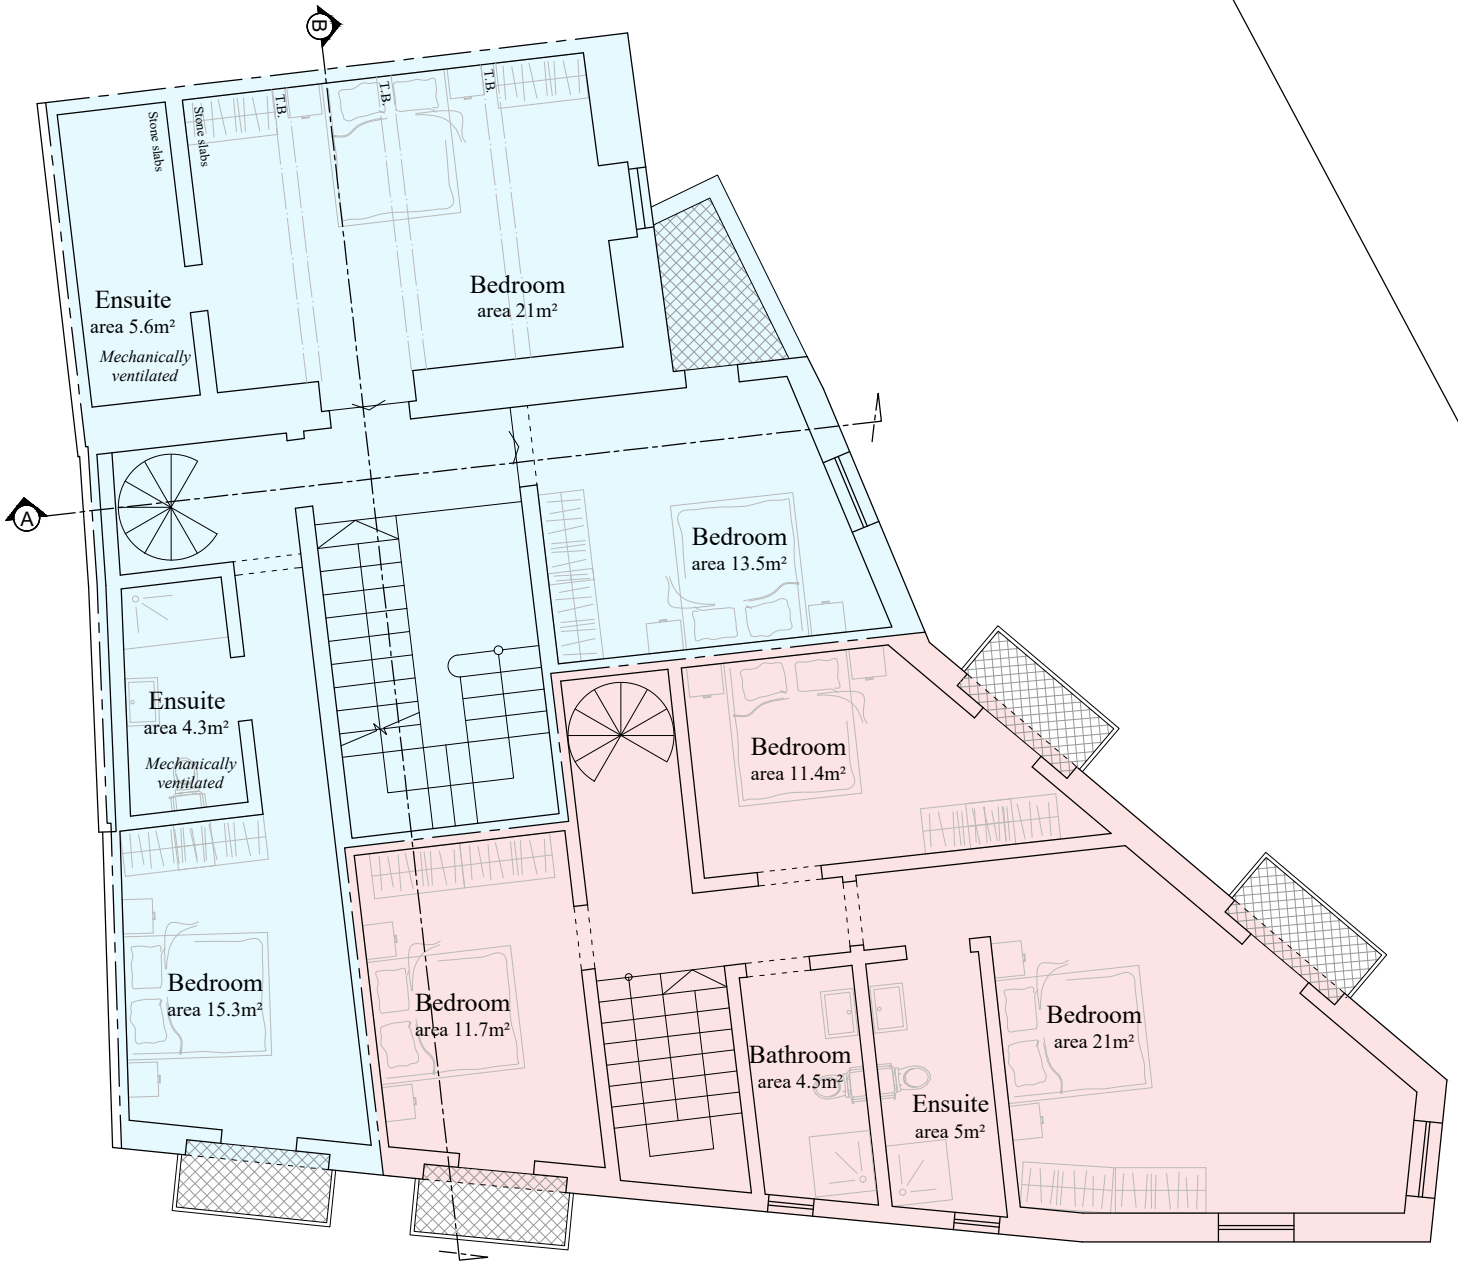 B
T.B.
T.B.
T.B.
Stone slabs
Stone slabs
Ensuite
area 5.6m²
Mechanically
ventilated
Bedroom
area 21m²
A
Bedroom
area 13.5m²
Ensuite
area 4.3m²
Mechanically
ventilated
Bedroom
area 11.4m²
Bedroom
area 15.3m²
Bedroom
area 11.7m²
Bathroom
area 4.5m²
Ensuite
area 5m²
Bedroom
area 21m²